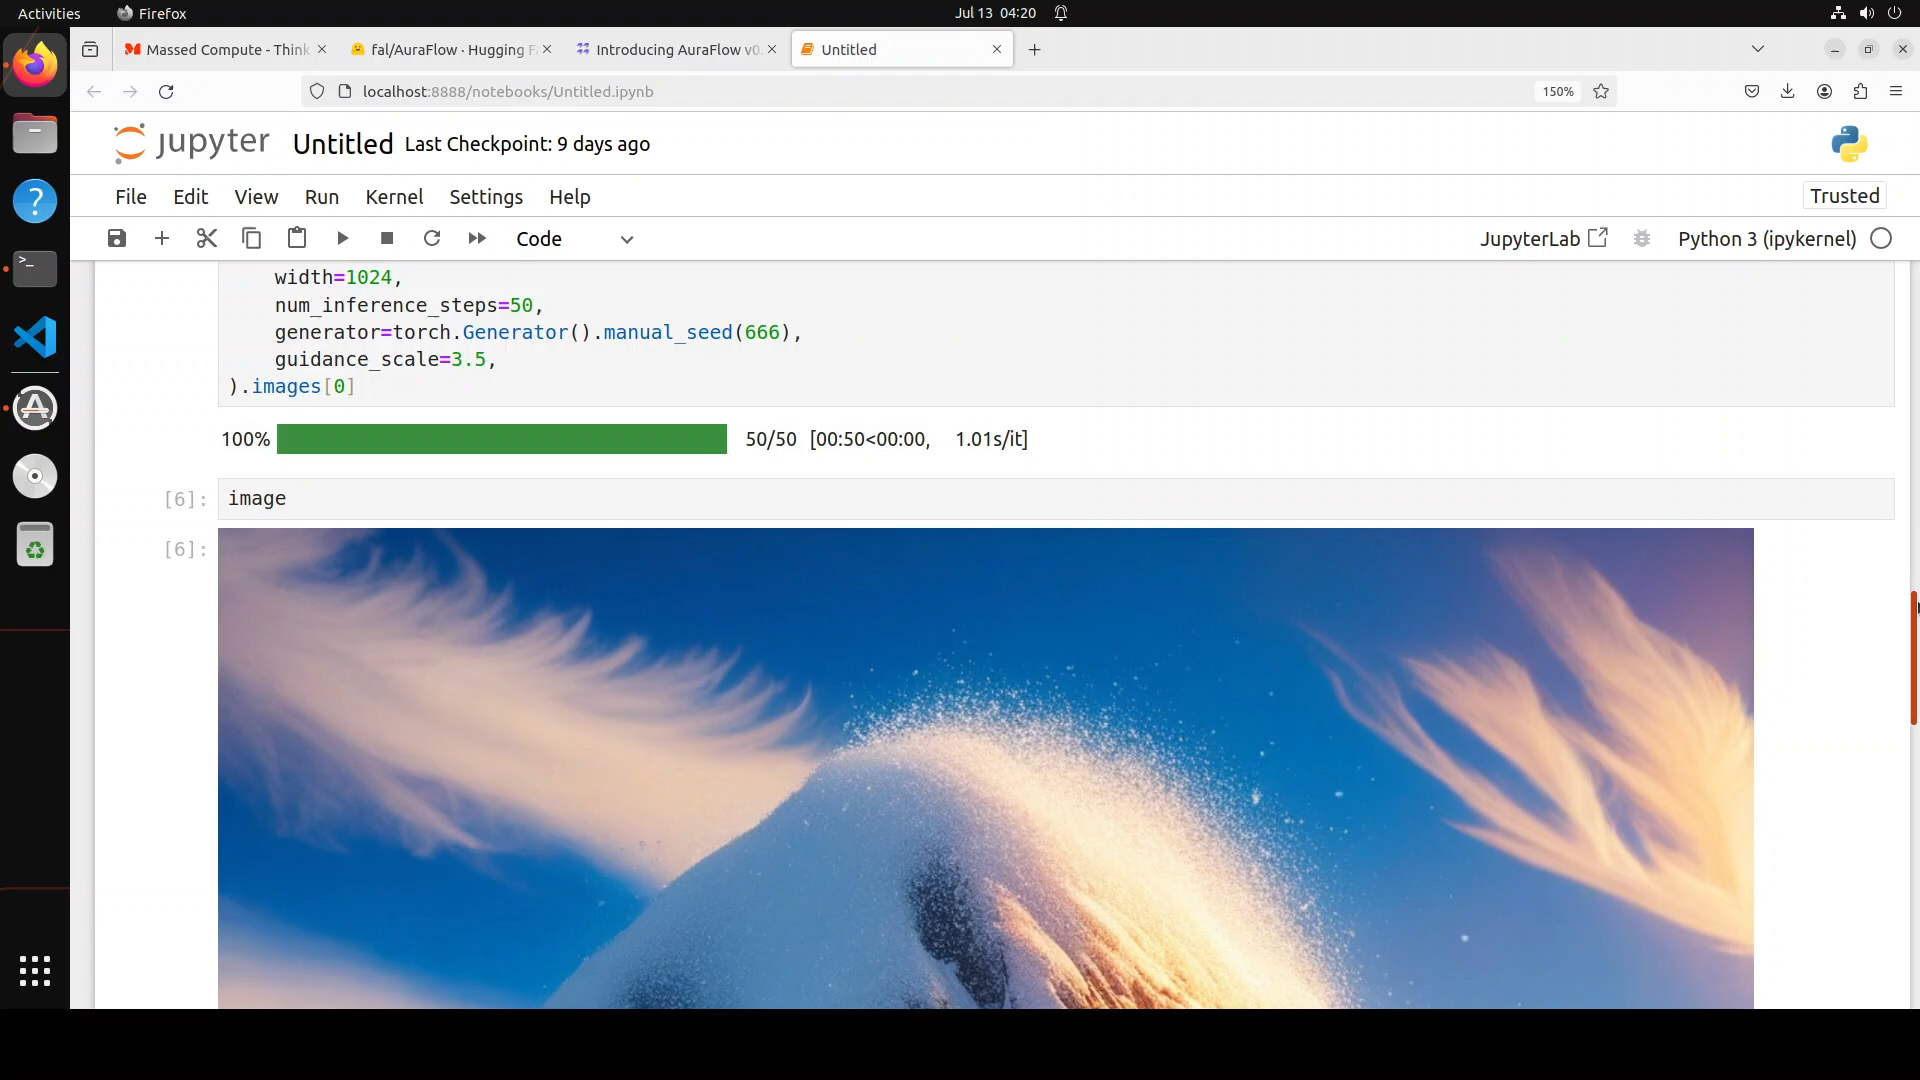 Activities
Firefox
Jul 13 04:20
Massed Compute - Think
fal/AuraFlow · Hugging F
Introducing AuraFlow v0.
Untitled
localhost:8888/notebooks/Untitled.ipynb
150%
jupyter
Untitled
Last Checkpoint: 9 days ago
File
Edit
View
Run
Kernel
Settings
Help
Trusted
Code
JupyterLab
Python 3 (ipykernel)
width=1024,
num_inference_steps=50,
generator=torch.Generator().manual_seed(666),
guidance_scale=3.5,
).images[0]
100%
50/50 [00:50<00:00, 1.01s/it]
[6]:
image
[6]: